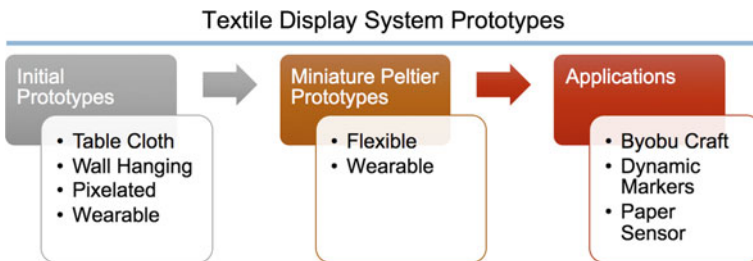 Textile Display System Prototypes
Initial
Prototypes
• Table Cloth
• Wall Hanging
• Pixelated
• Wearable
Miniature Peltier
Prototypes
• Flexible
• Wearable
Applications
• Byobu Craft
• Dynamic
Markers
• Paper
Sensor